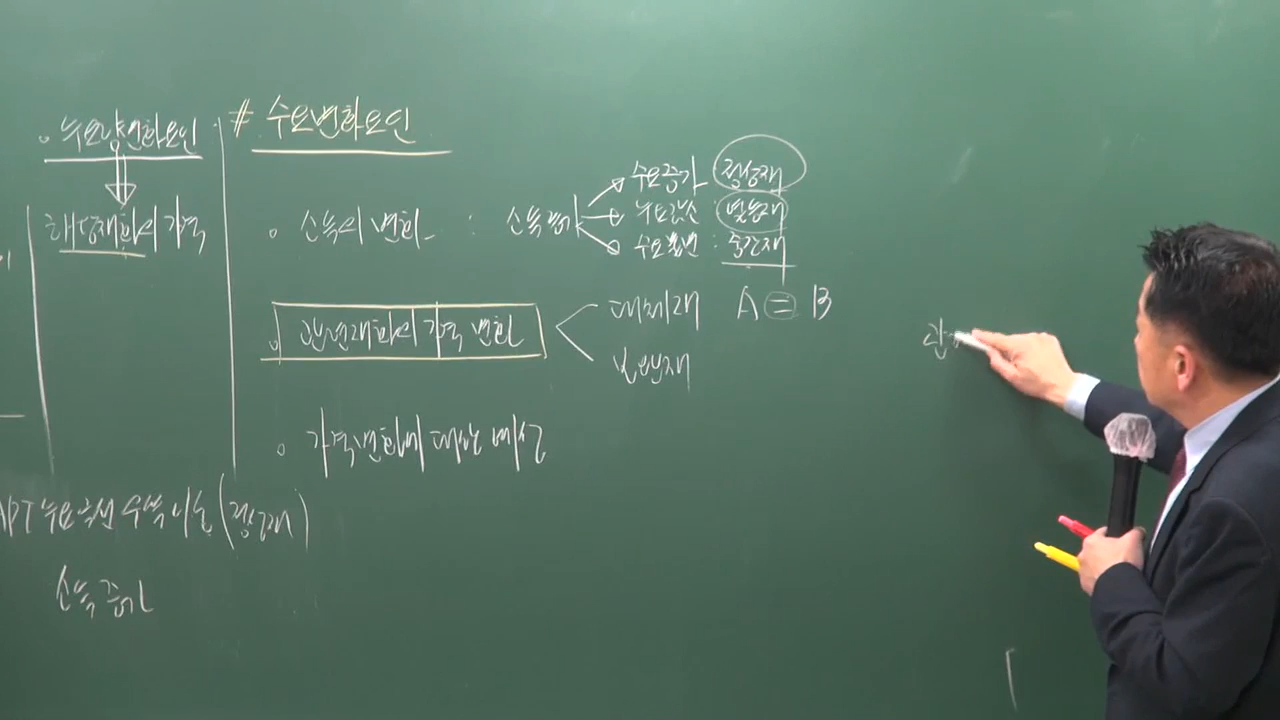 수요량변화요인
해당재화의 가격
# 수요변화요인
소득의 변화 : 소득증가
수요증가 정상재
수요감소 : 열등재
수요불변 : 중간재
관련재화의 가격 변화
대체재 A = B
보완재
가격변화에 대한 예상
APT 수요곡선 우측이동 (정상재)
소득 증가